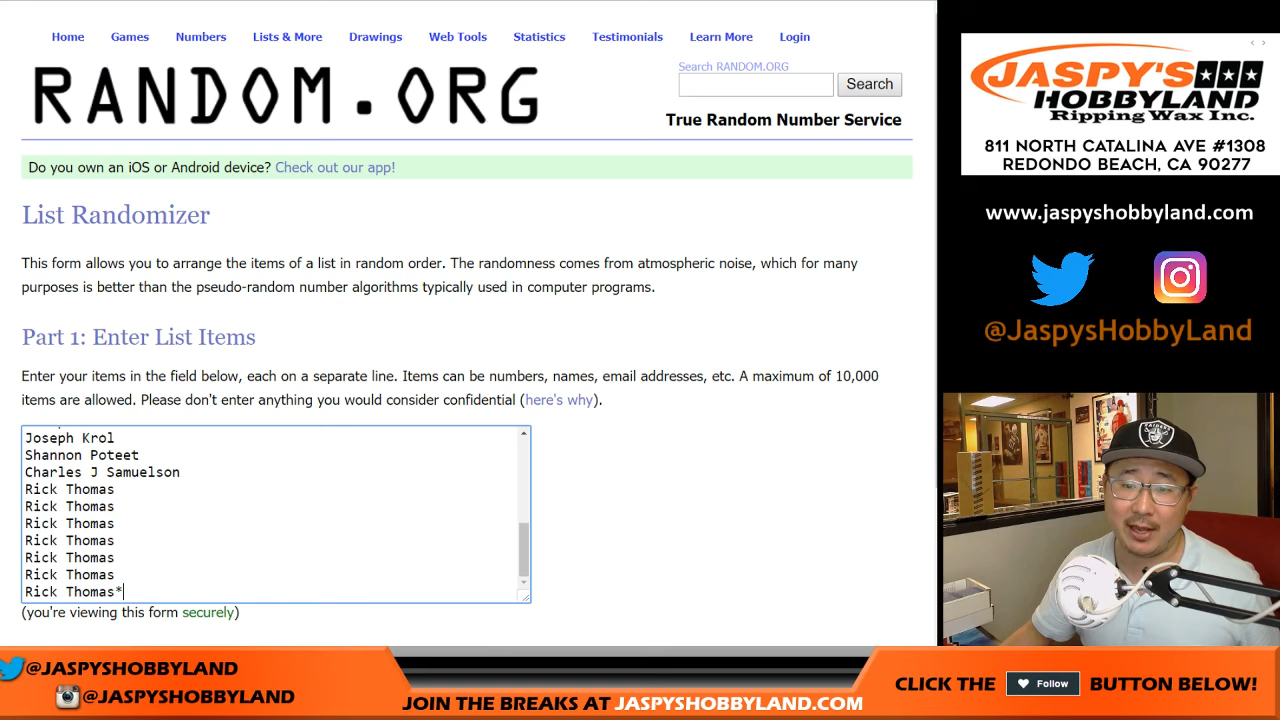 Home Games Numbers Lists & More Drawings Web Tools Statistics Testimonials Learn More Login
RANDOM.ORG
Search RANDOM.ORG
Search
True Random Number Service
Do you own an iOS or Android device? Check out our app!
List Randomizer
This form allows you to arrange the items of a list in random order. The randomness comes from atmospheric noise, which for many
purposes is better than the pseudo-random number algorithms typically used in computer programs.
Part 1: Enter List Items
Enter your items in the field below, each on a separate line. Items can be numbers, names, email addresses, etc. A maximum of 10,000
items are allowed. Please don't enter anything you would consider confidential (here's why).
Joseph Krol
Shannon Poteet
Charles J Samuelson
Rick Thomas
Rick Thomas
Rick Thomas
Rick Thomas
Rick Thomas
Rick Thomas
Rick Thomas*
(you're viewing this form securely)
JASPY'S
HOBBYLAND
Ripping Wax Inc.
811 NORTH CATALINA AVE #1308
REDONDO BEACH, CA 90277
www.jaspyshobbyland.com
@JaspysHobbyLand
RAIDERS
@JASPYSHOBBYLAND
@JASPYSHOBBYLAND
JOIN THE BREAKS AT JASPYSHOBBYLAND.COM
CLICK THE Follow BUTTON BELOW!